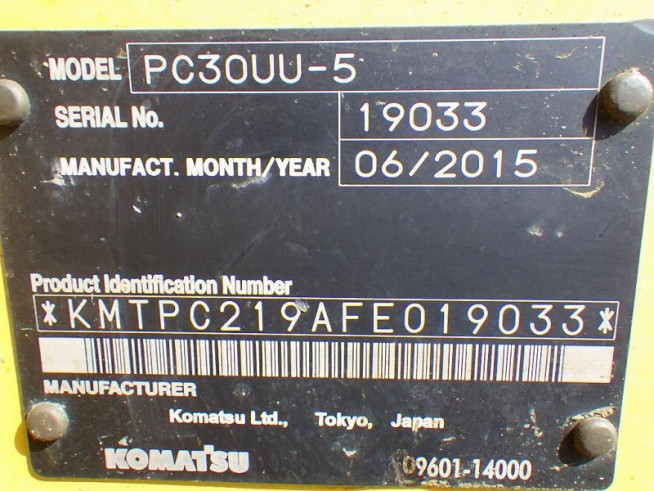 MODEL PC30UU-5
SERIAL No. 19033
MANUFACT. MONTH/YEAR 06/2015
Product Identification Number
*KMTPC219AFE019033*
MANUFACTURER
Komatsu Ltd., Tokyo, Japan
KOMATSU 09601-14000